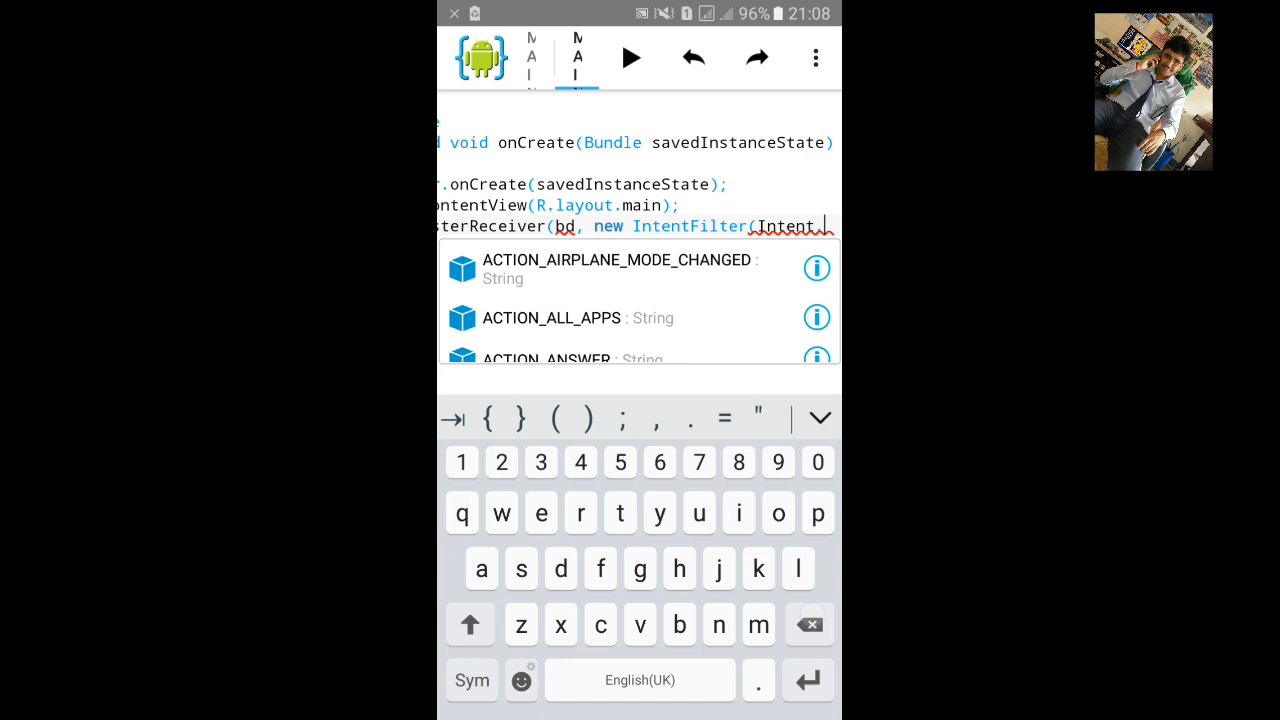 96% 21:08
M
A
I
M
A
I
void onCreate(Bundle savedInstanceState)
r.onCreate(savedInstanceState);
ontentView(R.layout.main);
sterReceiver(bd, new IntentFilter(Intent.
ACTION_AIRPLANE_MODE_CHANGED :
String
ACTION_ALL_APPS : String
ACTION_ANSWER : String
{ } ( ) ; , . = "
1 2 3 4 5 6 7 8 9 0
q w e r t y u i o p
a s d f g h j k l
z x c v b n m
Sym English(UK) .